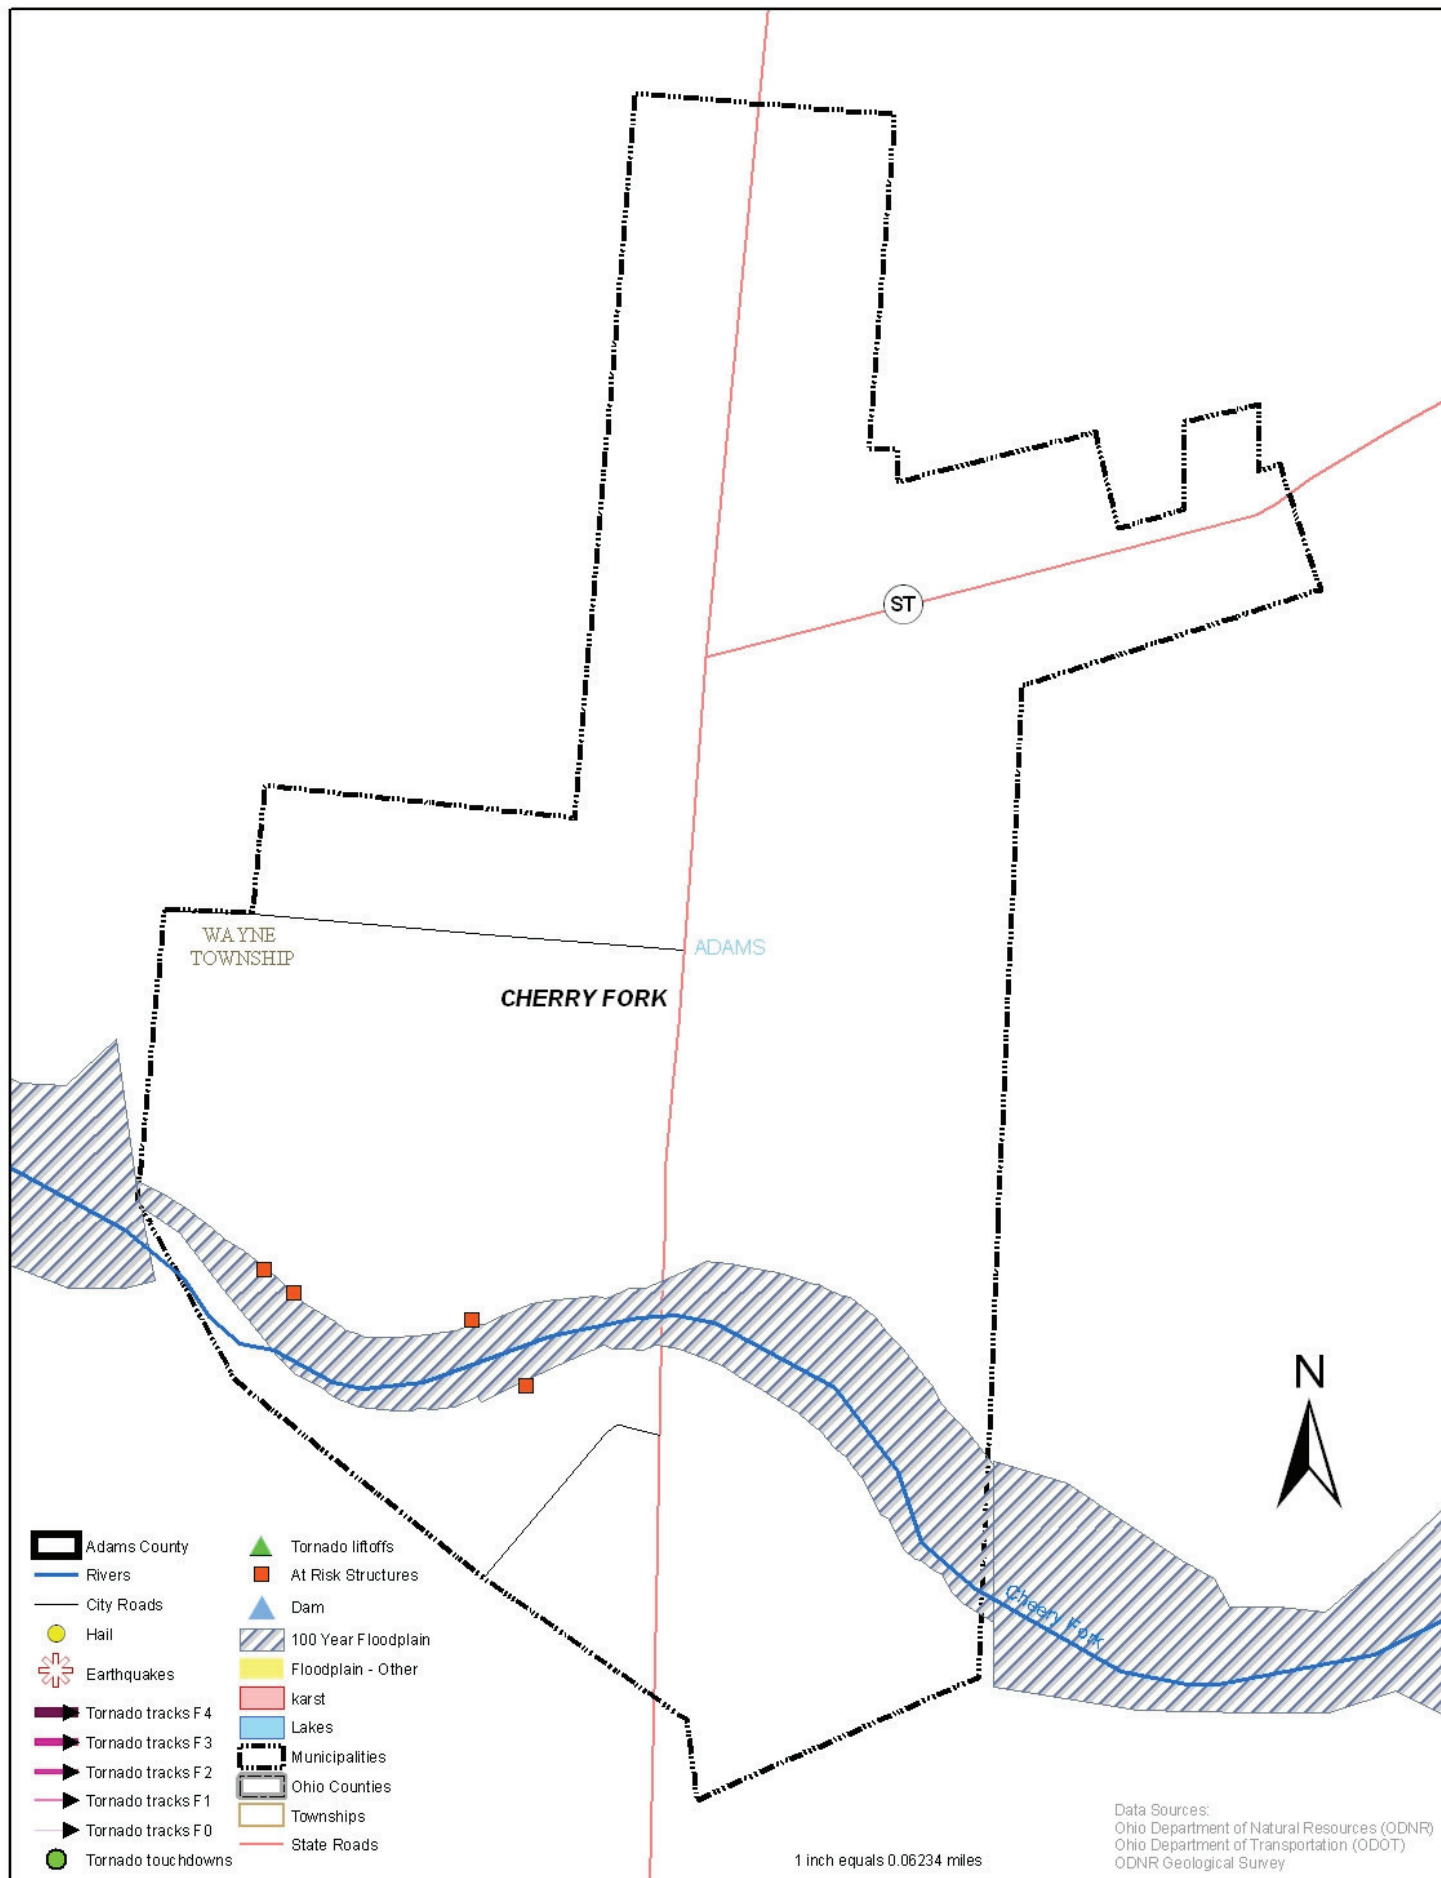 ST
WAYNE
TOWNSHIP
ADAMS
CHERRY FORK
N
Cheery Fork
Adams County
Rivers
City Roads
Hail
Earthquakes
Tornado tracks F4
Tornado tracks F3
Tornado tracks F2
Tornado tracks F1
Tornado tracks F0
Tornado touchdowns
Tornado liftoffs
At Risk Structures
Dam
100 Year Floodplain
Floodplain - Other
karst
Lakes
Municipalities
Ohio Counties
Townships
State Roads
1 inch equals 0.06234 miles
Data Sources:
Ohio Department of Natural Resources (ODNR)
Ohio Department of Transportation (ODOT)
ODNR Geological Survey